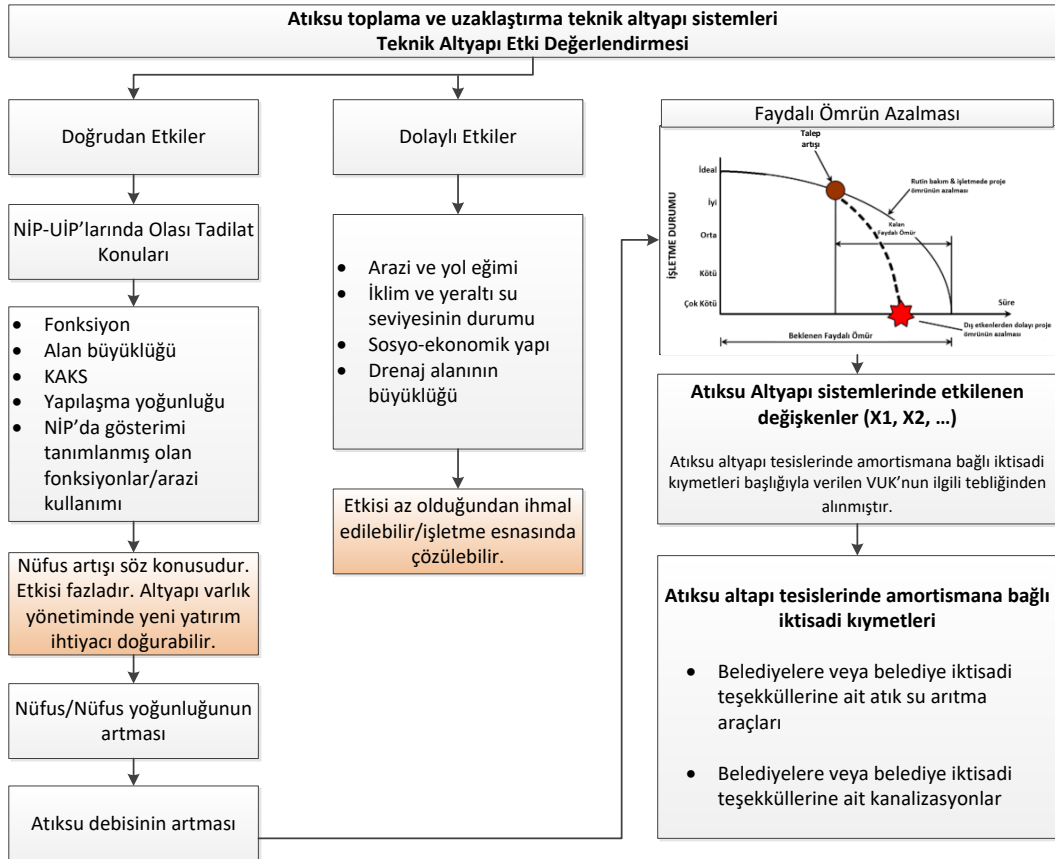 Atıksu toplama ve uzaklaştırma teknik altyapı sistemleri
Teknik Altyapı Etki Değerlendirmesi
Doğrudan Etkiler
NİP-UİP’larında Olası Tadilat
Konuları
• Fonksiyon
• Alan büyüklüğü
• KAKS
• Yapılaşma yoğunluğu
• NİP’da gösterimi
tanımlanmış olan
fonksiyonlar/arazi
kullanımı
Nüfus artışı söz konusudur.
Etkisi fazladır. Altyapı varlık
yönetiminde yeni yatırım
ihtiyacı doğurabilir.
Nüfus/Nüfus yoğunluğunun
artması
Atıksu debisinin artması
Dolaylı Etkiler
• Arazi ve yol eğimi
• İklim ve yeraltı su
seviyesinin durumu
• Sosyo-ekonomik yapı
• Drenaj alanının
büyüklüğü
Etkisi az olduğundan ihmal
edilebilir/işletme esnasında
çözülebilir.
Faydalı Ömrün Azalması
Talep
artışı
İdeal
İyi
Orta
Kötü
Çok Kötü
İŞLETME DURUMU
Rutin bakım & işletmede proje
ömrünün azalması
Kalan
Faydalı Ömür
Süre
Dış etkenlerden dolayı proje
ömrünün azalması
Beklenen Faydalı Ömür
Atıksu Altyapı sistemlerinde etkilenen
değişkenler (X1, X2, …)
Atıksu altyapı tesislerinde amortismana bağlı iktisadi
kıymetleri başlığıyla verilen VUK’nun ilgili tebliğinden
alınmıştır.
Atıksu altapı tesislerinde amortismana bağlı
iktisadi kıymetleri
• Belediyelere veya belediye iktisadi
teşekküllerine ait atık su arıtma
araçları
• Belediyelere veya belediye iktisadi
teşekküllerine ait kanalizasyonlar